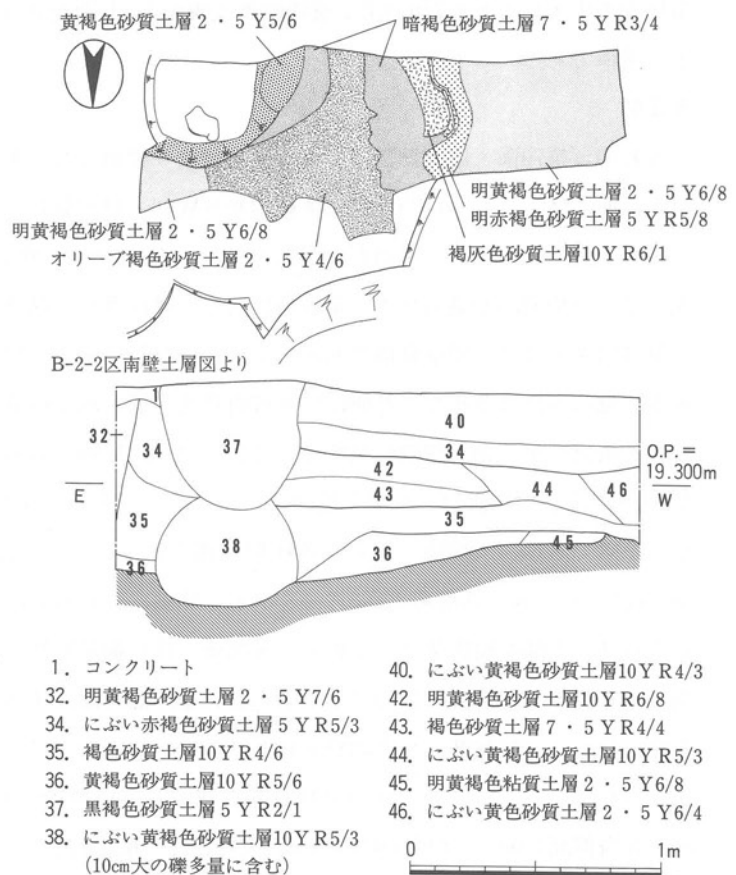 黄褐色砂質土層2・5Y5/6
暗褐色砂質土層7・5YR3/4
明黄褐色砂質土層2・5Y6/8
明赤褐色砂質土層5YR5/8
明黄褐色砂質土層2・5Y6/8
褐灰色砂質土層10YR6/1
オリーブ褐色砂質土層2・5Y4/6
B-2-2区南壁土層図より
1
32
34
37
40
34
42
43
44
46
O.P.=
19.300m
E
W
35
38
35
36
36
45
1. コンクリート
32. 明黄褐色砂質土層2・5Y7/6
34. にぶい赤褐色砂質土層5YR5/3
35. 褐色砂質土層10YR4/6
36. 黄褐色砂質土層10YR5/6
37. 黒褐色砂質土層5YR2/1
38. にぶい黄褐色砂質土層10YR5/3
(10cm大の礫多量に含む)
40. にぶい黄褐色砂質土層10YR4/3
42. 明黄褐色砂質土層10YR6/8
43. 褐色砂質土層7・5YR4/4
44. にぶい黄褐色砂質土層10YR5/3
45. 明黄褐色粘質土層2・5Y6/8
46. にぶい黄色砂質土層2・5Y6/4
0
1m